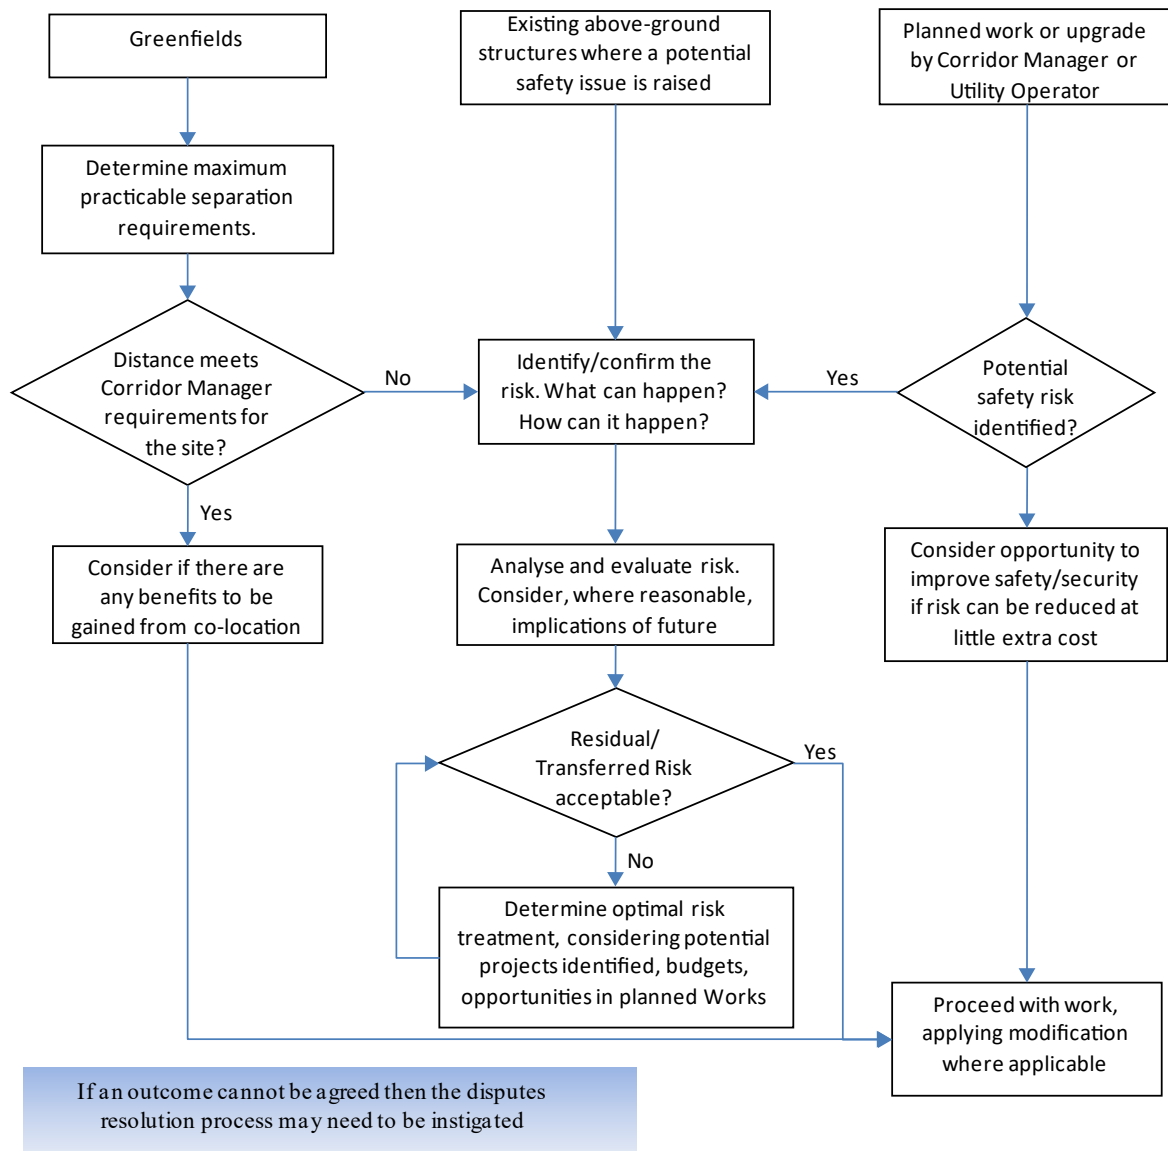 Greenfields
Existing above-ground
structures where a potential
safety issue is raised
Planned work or upgrade
by Corridor Manager or
Utility Operator
Determine maximum
practicable separation
requirements.
Distance meets
Corridor Manager
requirements for
the site?
No
Identify/confirm the
risk. What can happen?
How can it happen?
Yes
Potential
safety risk
identified?
Yes
Consider if there are
any benefits to be
gained from co-location
Analyse and evaluate risk.
Consider, where reasonable,
implications of future
Consider opportunity to
improve safety/security
if risk can be reduced at
little extra cost
Residual/
Transferred Risk
acceptable?
Yes
No
Determine optimal risk
treatment, considering potential
projects identified, budgets,
opportunities in planned Works
Proceed with work,
applying modification
where applicable
If an outcome cannot be agreed then the disputes
resolution process may need to be instigated